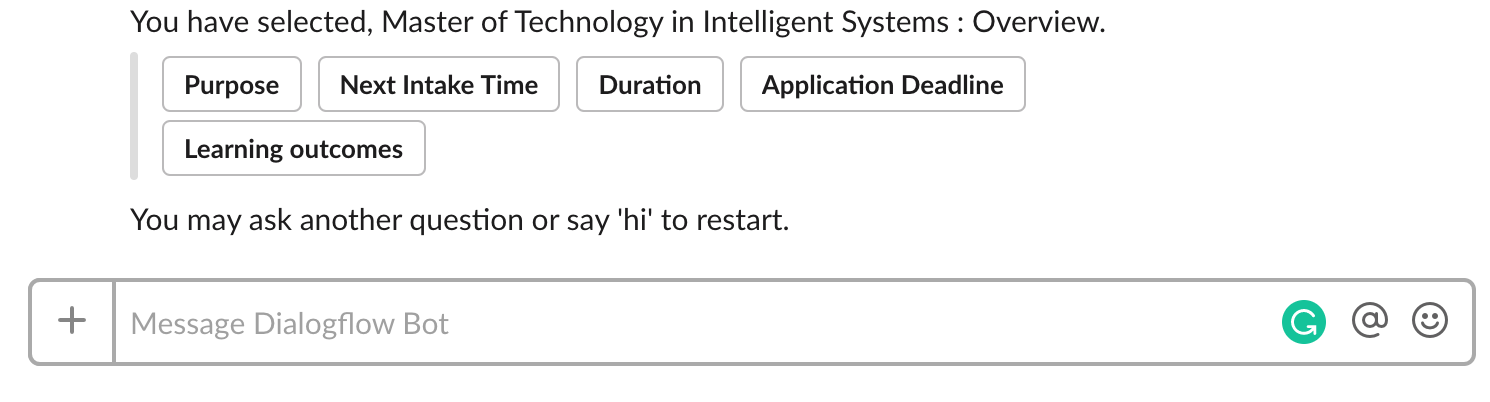 You have selected, Master of Technology in Intelligent Systems : Overview.
Purpose Next Intake Time Duration Application Deadline
Learning outcomes
You may ask another question or say 'hi' to restart.
Message Dialogflow Bot